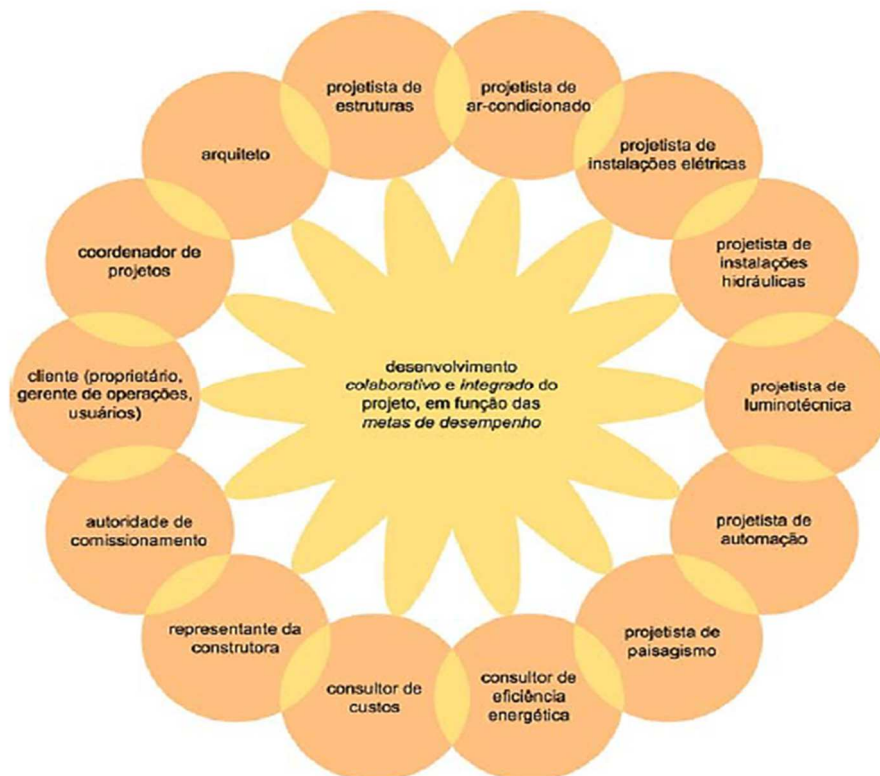 projetista de
estruturas
projetista de
ar-condicionado
projetista de
instalações elétricas
projetista de
instalações
hidráulicas
projetista de
luminotécnica
projetista de
automação
projetista de
paisagismo
consultor de
eficiência
energética
consultor de
custos
representante da
construtora
autoridade de
comissionamento
cliente (proprietário,
gerente de operações,
usuários)
coordenador de
projetos
arquiteto
desenvolvimento
colaborativo e integrado do
projeto, em função das
metas de desempenho